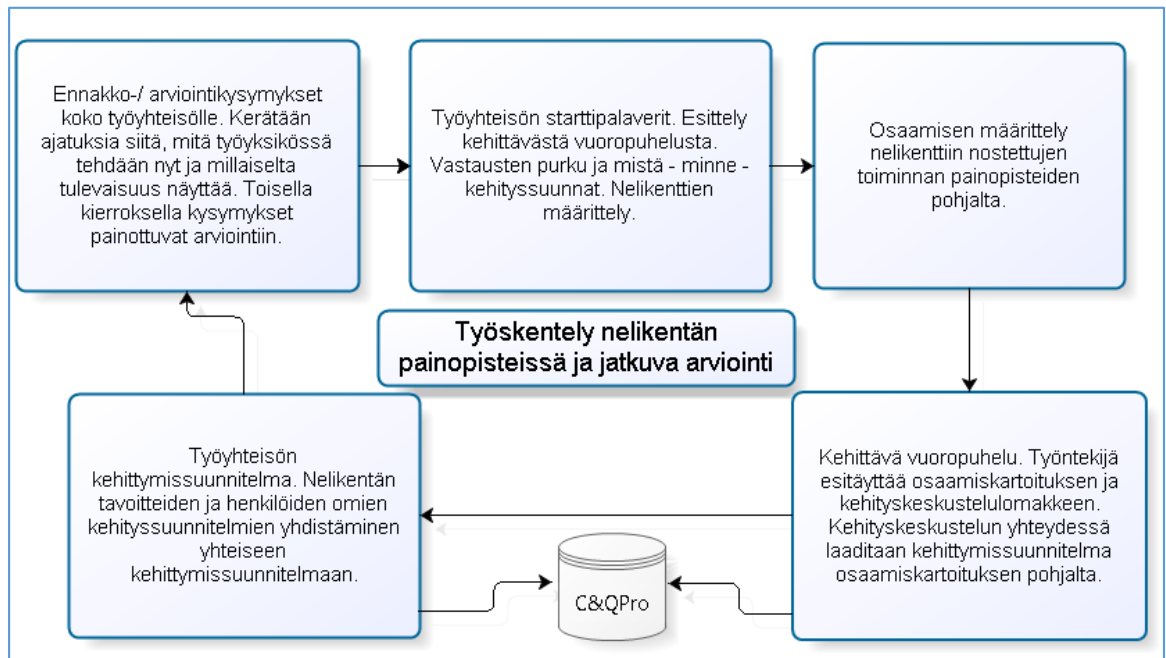 Ennakko-/ arviointikysymykset
koko työyhteisölle. Kerätään
ajatuksia siitä, mitä työyksikössä
tehdään nyt ja millaiselta
tulevaisuus näyttää. Toisella
kierroksella kysymykset
painottuvat arviointiin.
Työyhteisön starttipalaverit. Esittely
kehittävästä vuoropuhelusta.
Vastausten purku ja mistä - minne -
kehityssuunnat. Nelikenttien
määrittely.
Osaamisen määrittely
nelikenttiin nostettujen
toiminnan painopisteiden
pohjalta.
Työskentely nelikentän
painopisteissä ja jatkuva arviointi
Kehittävä vuoropuhelu. Työntekijä
esitäyttää osaamiskartoituksen ja
kehityskeskustelulomakkeen.
Kehityskeskustelun yhteydessä
laaditaan kehittymissuunnitelma
osaamiskartoituksen pohjalta.
Työyhteisön
kehittymissuunnitelma. Nelikentän
tavoitteiden ja henkilöiden omien
kehityssuunnitelmien yhdistäminen
yhteiseen
kehittymissuunnitelmaan.
C&QPro